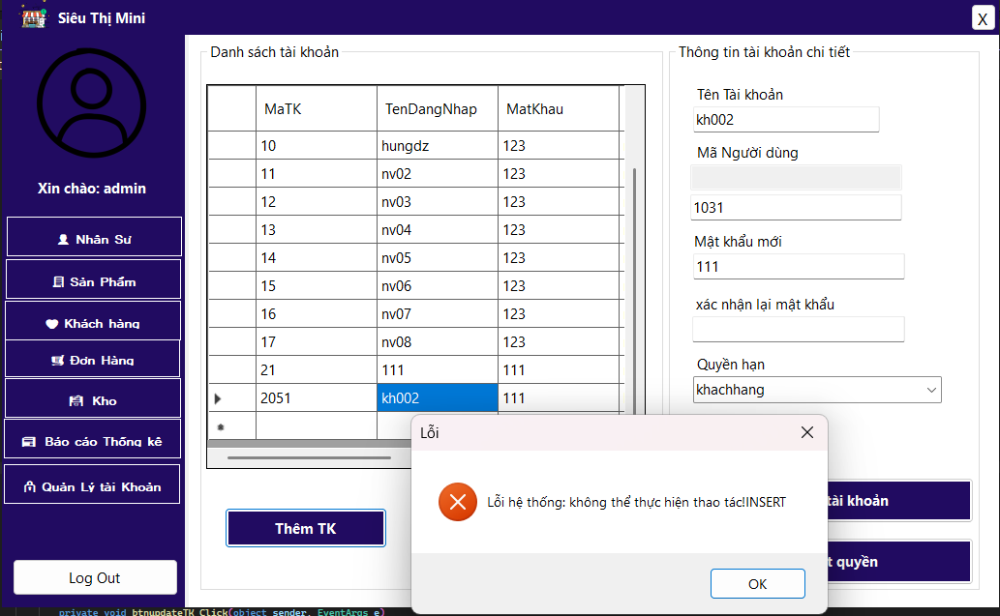 Siêu Thị Mini
X
Xin chào: admin
Nhân Sư
Sản Phẩm
Khách hàng
Đơn Hàng
Kho
Báo cáo Thống kê
Quản Lý tài Khoản
Log Out
Danh sách tài khoản
MaTK TenDangNhap MatKhau
10 hungdz 123
11 nv02 123
12 nv03 123
13 nv04 123
14 nv05 123
15 nv06 123
16 nv07 123
17 nv08 123
21 111 111
2051 kh002 111
Thêm TK
Thông tin tài khoản chi tiết
Tên Tài khoản
kh002
Mã Người dùng
1031
Mật khẩu mới
111
xác nhận lại mật khẩu
Quyền hạn
khachhang
tài khoản
quyền
Lỗi
Lỗi hệ thống: không thể thực hiện thao tác!INSERT
OK
private void btnupdateTK_Click(object sender, EventArgs e)